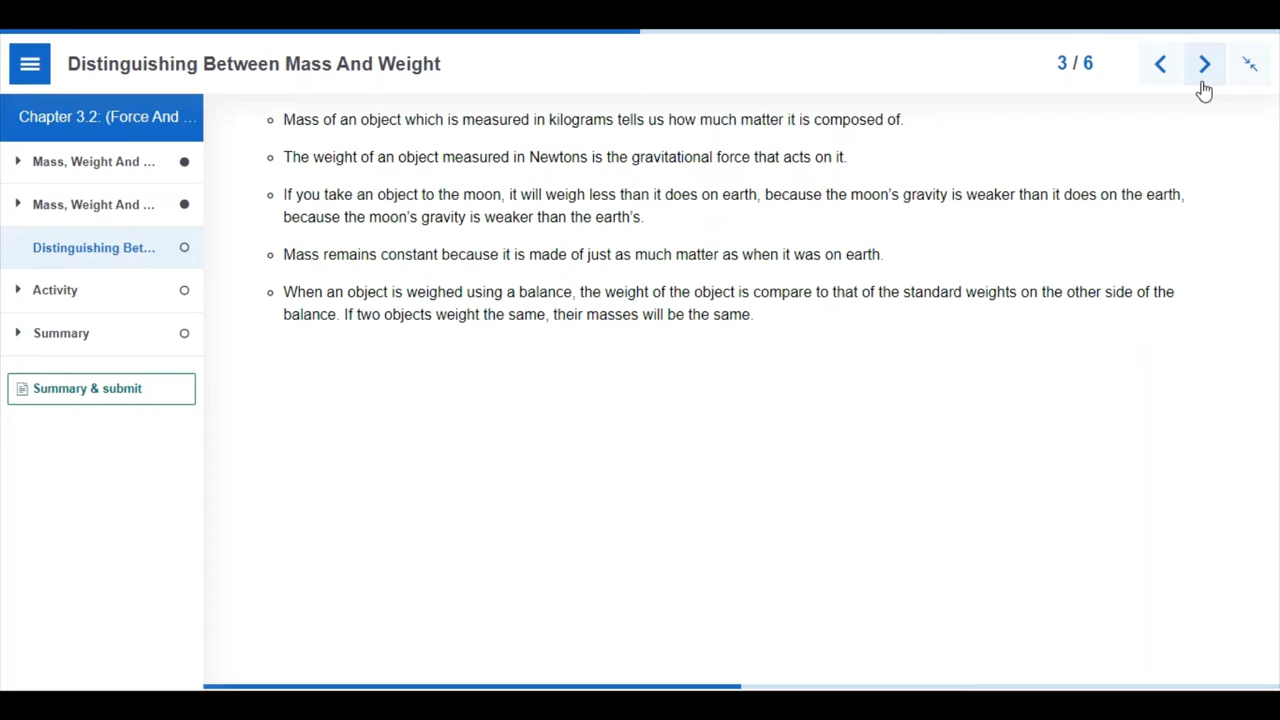 Distinguishing Between Mass And Weight
3 / 6
Chapter 3.2: (Force And ...
Mass, Weight And ...
Mass, Weight And ...
Distinguishing Bet...
Activity
Summary
Summary & submit
Mass of an object which is measured in kilograms tells us how much matter it is composed of.
The weight of an object measured in Newtons is the gravitational force that acts on it.
If you take an object to the moon, it will weigh less than it does on earth, because the moon's gravity is weaker than it does on the earth,
because the moon's gravity is weaker than the earth's.
Mass remains constant because it is made of just as much matter as when it was on earth.
When an object is weighed using a balance, the weight of the object is compare to that of the standard weights on the other side of the
balance. If two objects weight the same, their masses will be the same.